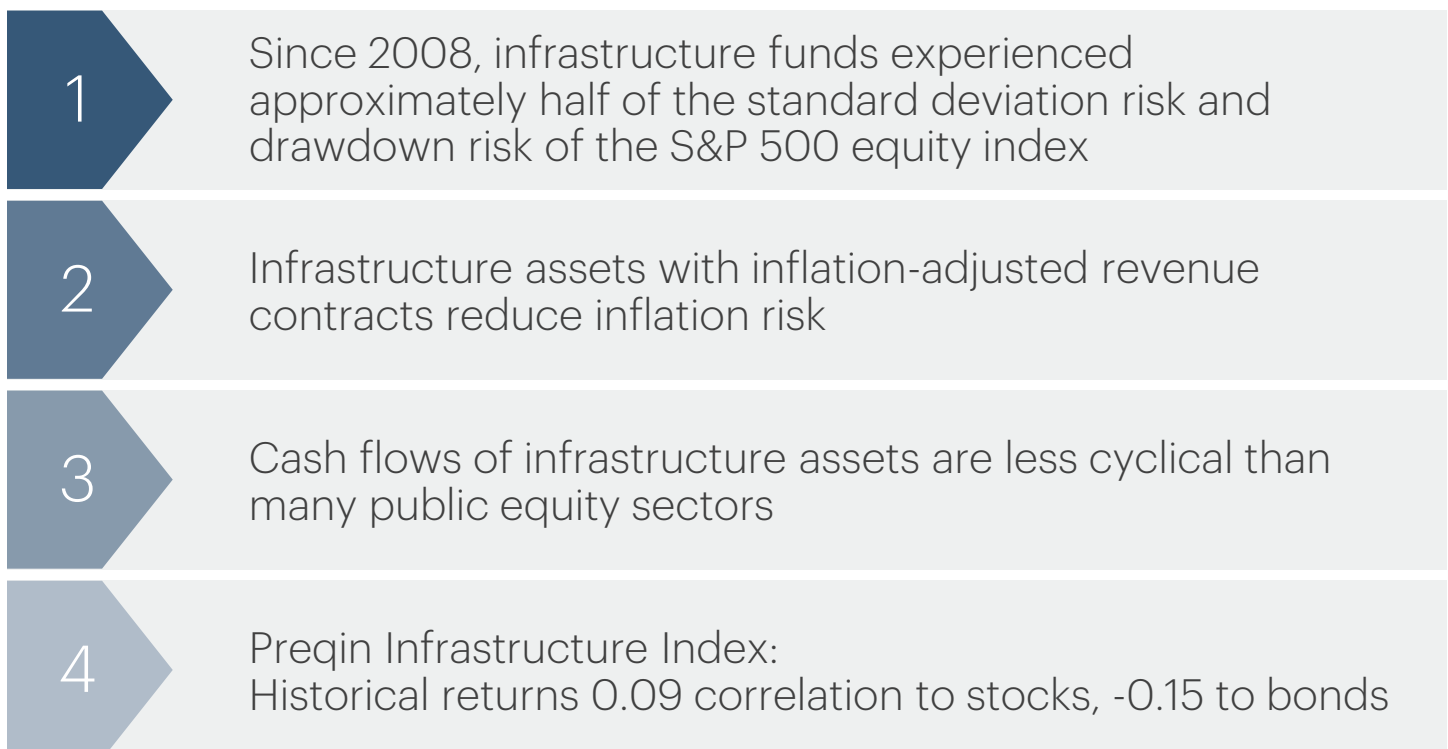 1
Since 2008, infrastructure funds experienced
approximately half of the standard deviation risk and
drawdown risk of the S&P 500 equity index
2
Infrastructure assets with inflation-adjusted revenue
contracts reduce inflation risk
3
Cash flows of infrastructure assets are less cyclical than
many public equity sectors
4
Preqin Infrastructure Index:
Historical returns 0.09 correlation to stocks, -0.15 to bonds